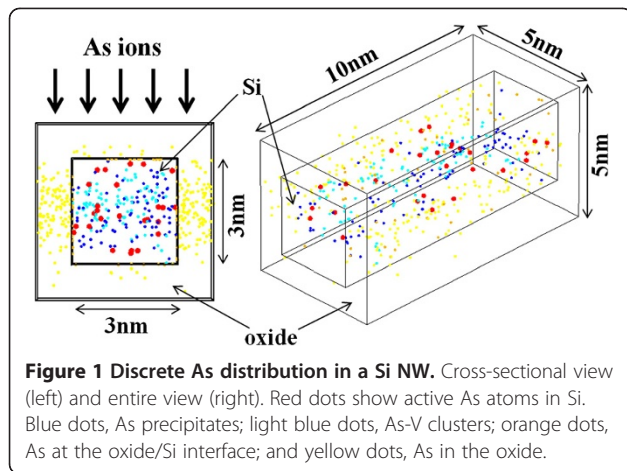 As ions
Si
10nm
5nm
5nm
3nm
3nm
oxide
Figure 1 Discrete As distribution in a Si NW. Cross-sectional view
(left) and entire view (right). Red dots show active As atoms in Si.
Blue dots, As precipitates; light blue dots, As-V clusters; orange dots,
As at the oxide/Si interface; and yellow dots, As in the oxide.